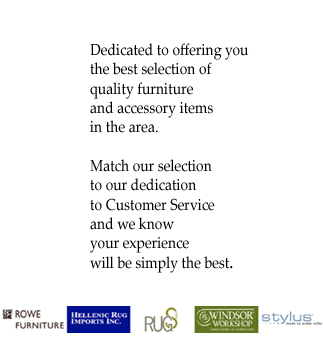 Dedicated to offering you
the best selection of
quality furniture
and accessory items
in the area.
Match our selection
to our dedication
to Customer Service
and we know
your experience
will be simply the best.
ROWE
FURNITURE
HELLENIC RUG
IMPORTS INC.
RUGS
WINDSOR
WORKSHOP
stylus
made to order sofas